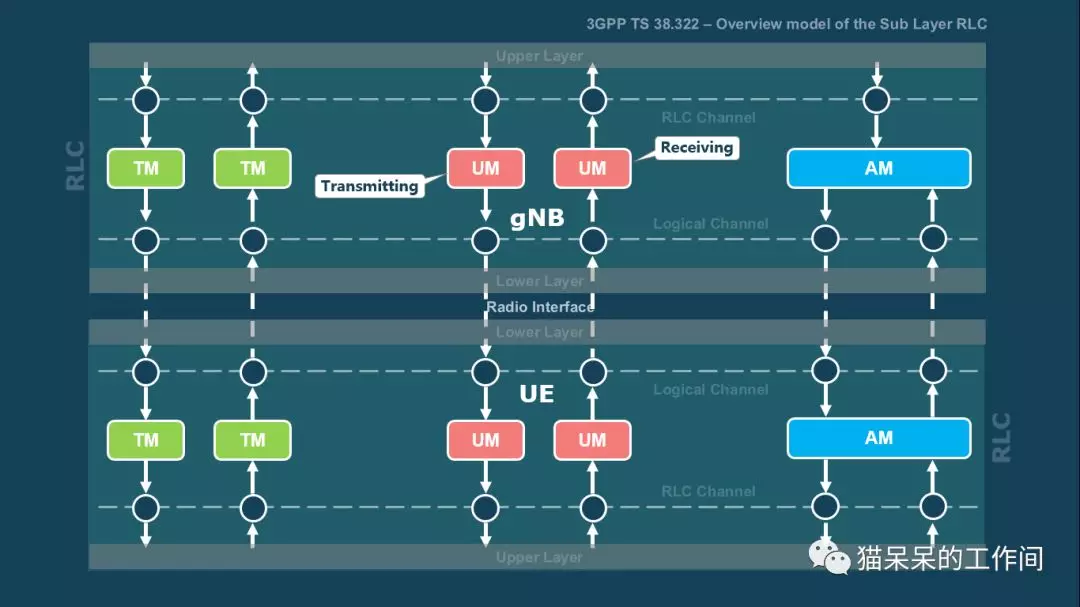 3GPP TS 38.322 – Overview model of the Sub Layer RLC
Upper Layer
RLC Channel
RLC
TM
TM
Transmitting
UM
UM
Receiving
AM
gNB
Logical Channel
Lower Layer
Radio Interface
Lower Layer
Logical Channel
UE
TM
TM
UM
UM
AM
RLC
RLC Channel
Upper Layer
猫呆呆的工作间